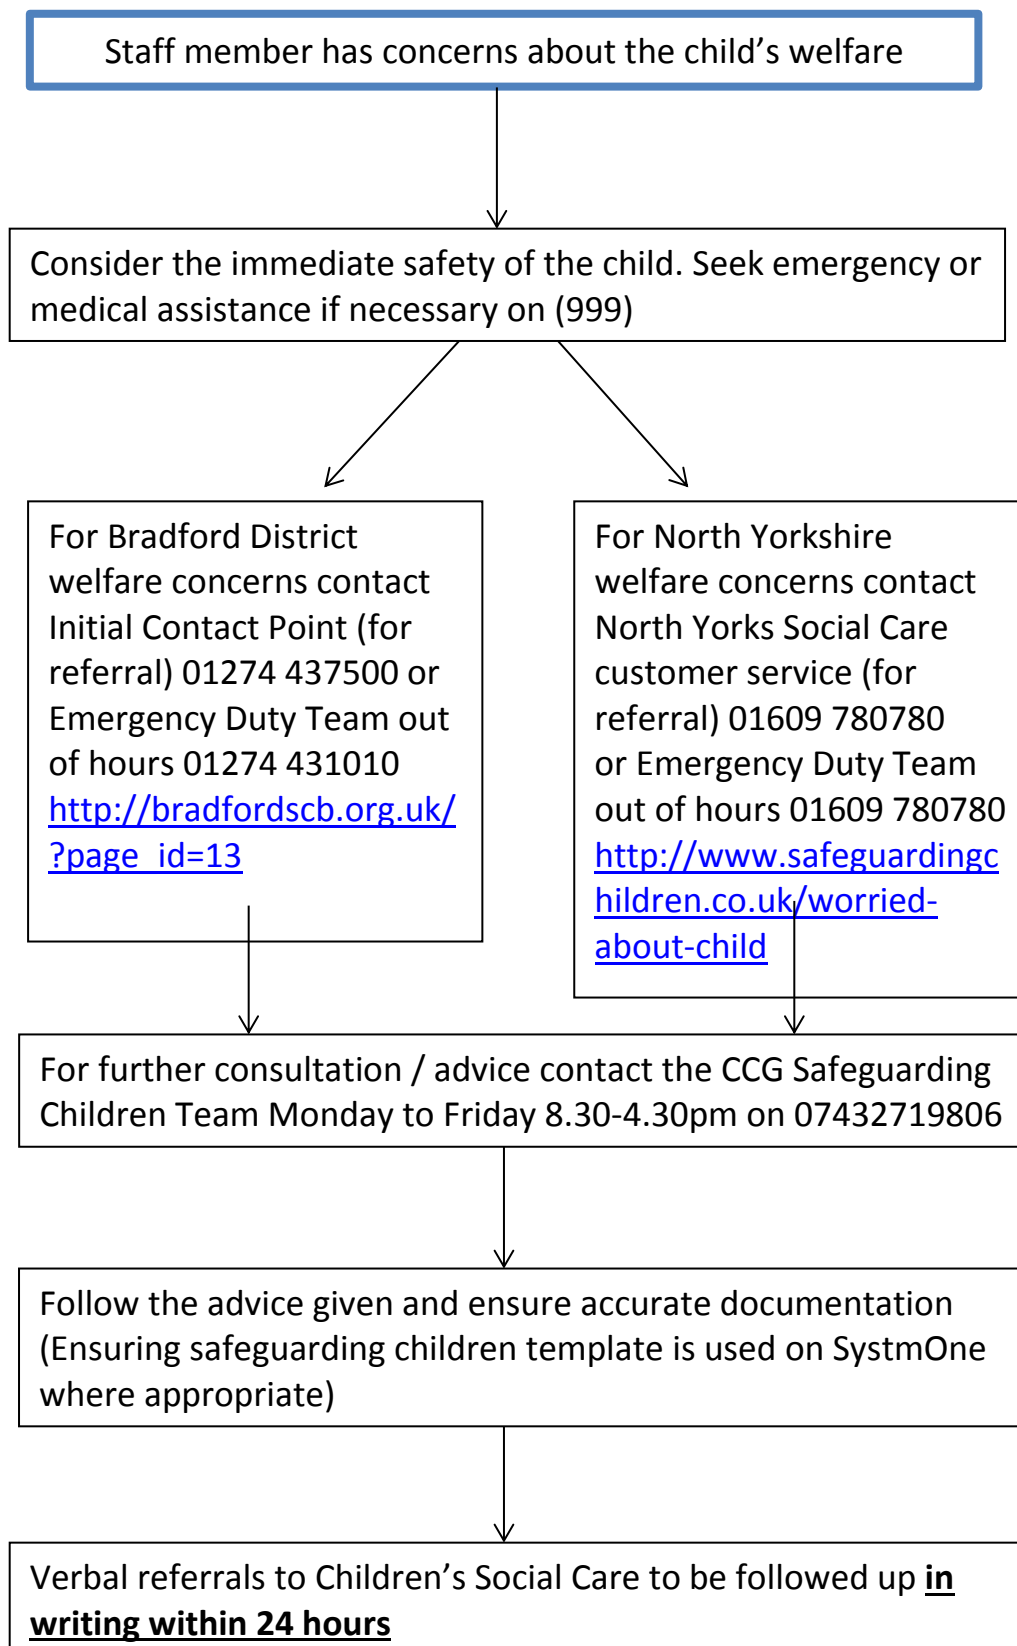 Staff member has concerns about the child’s welfare
Consider the immediate safety of the child. Seek emergency or
medical assistance if necessary on (999)
For Bradford District
welfare concerns contact
Initial Contact Point (for
referral) 01274 437500 or
Emergency Duty Team out
of hours 01274 431010
http://bradfordscb.org.uk/
?page_id=13
For North Yorkshire
welfare concerns contact
North Yorks Social Care
customer service (for
referral) 01609 780780
or Emergency Duty Team
out of hours 01609 780780
http://www.safeguardingc
hildren.co.uk/worried-
about-child
For further consultation / advice contact the CCG Safeguarding
Children Team Monday to Friday 8.30-4.30pm on 07432719806
Follow the advice given and ensure accurate documentation
(Ensuring safeguarding children template is used on SystmOne
where appropriate)
Verbal referrals to Children’s Social Care to be followed up in
writing within 24 hours